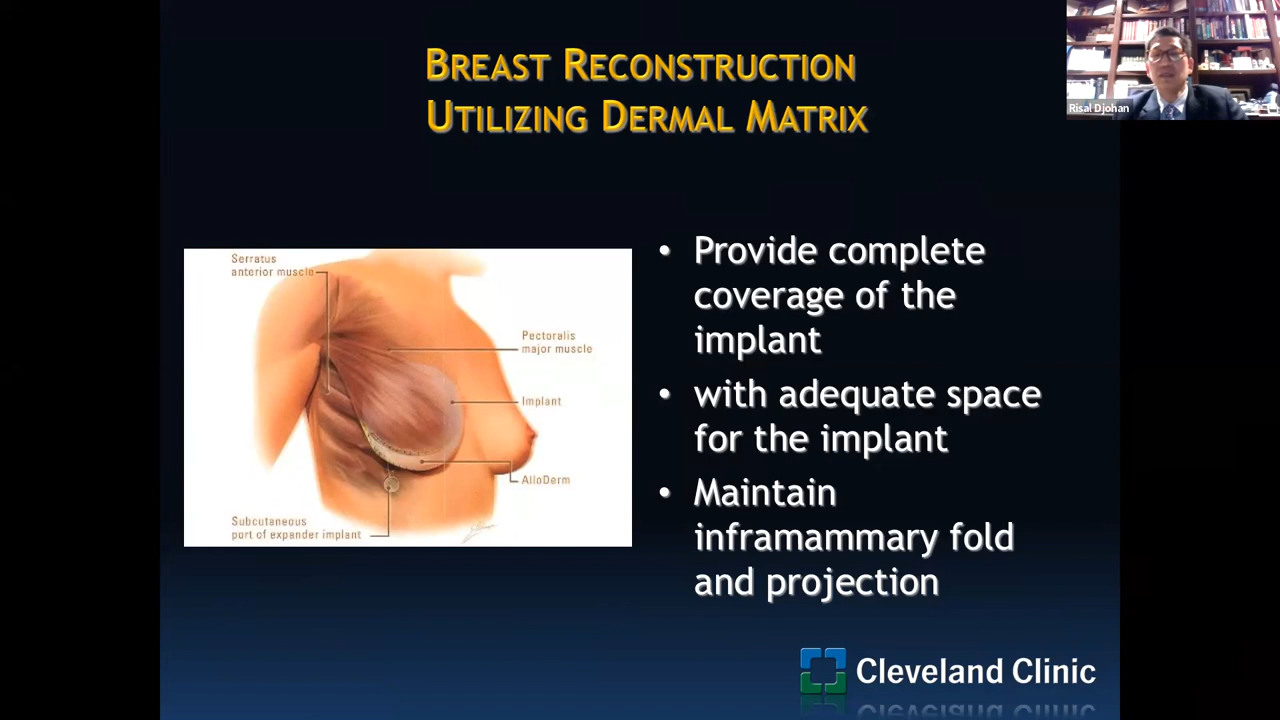 BREAST RECONSTRUCTION
UTILIZING DERMAL MATRIX
Risal Djohan
Serratus
anterior muscle
Pectoralis
major muscle
Implant
AlloDerm
Subcutaneous
port of expander implant
• Provide complete
coverage of the
implant
• with adequate space
for the implant
• Maintain
inframammary fold
and projection
Cleveland Clinic